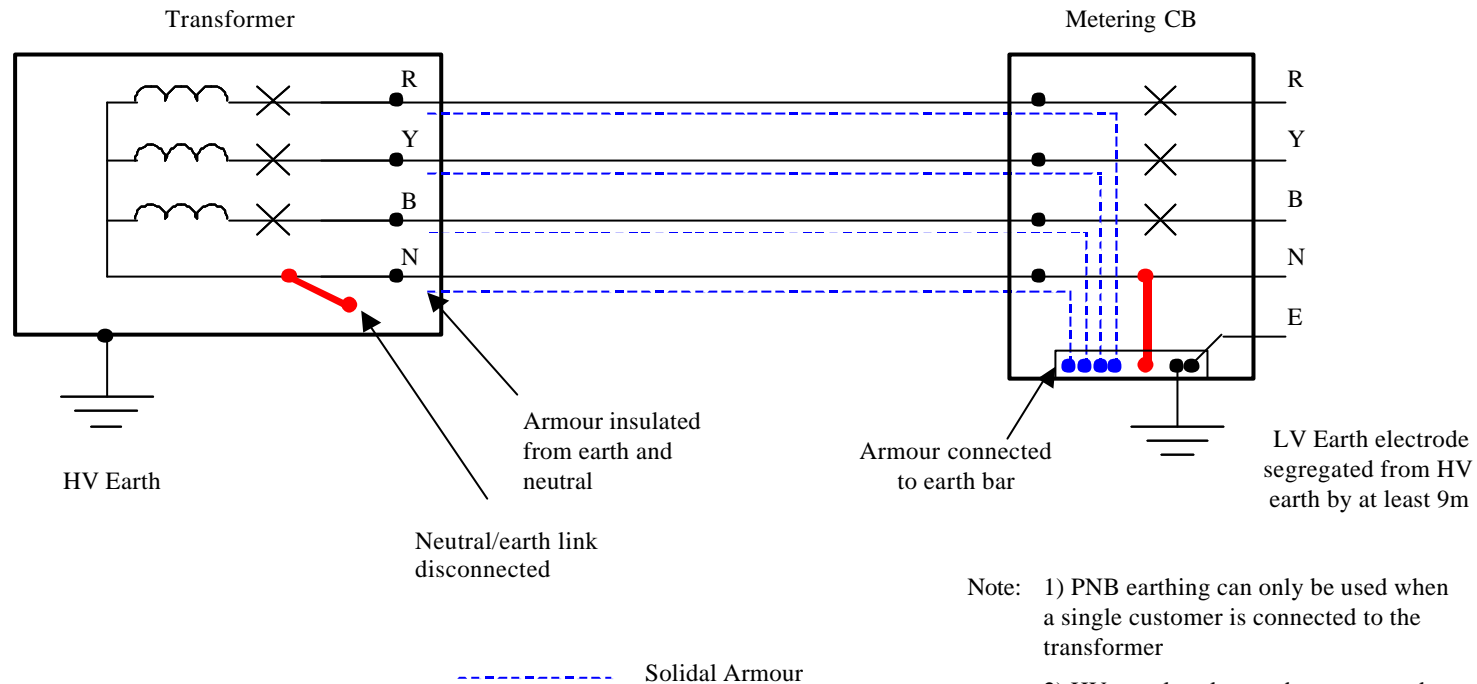 Transformer
Metering CB
R
R
Y
Y
B
B
N
N
E
HV Earth
Armour insulated
from earth and
neutral
Neutral/earth link
disconnected
Armour connected
to earth bar
LV Earth electrode
segregated from HV
earth by at least 9m
Note: 1) PNB earthing can only be used when
a single customer is connected to the
transformer
Solidal Armour